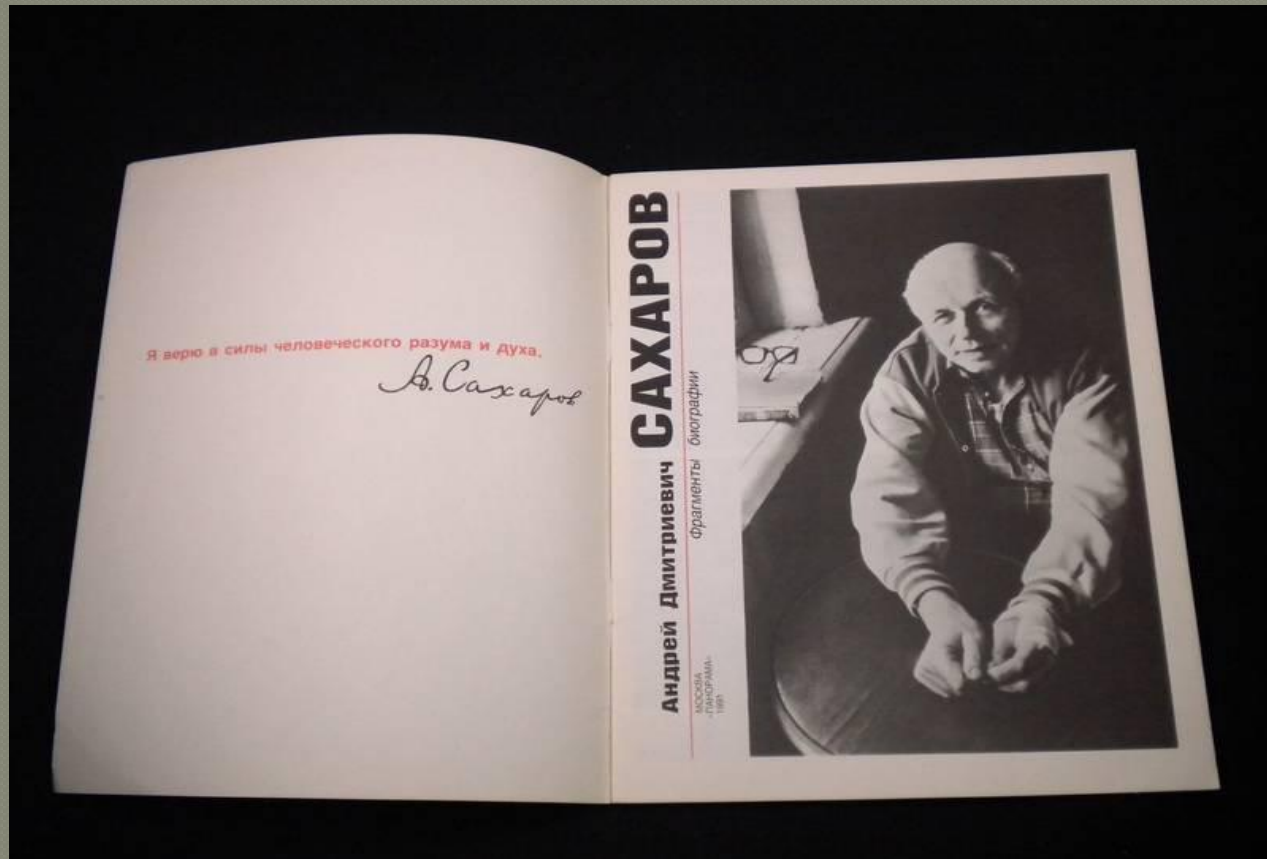 Я верю в силы человеческого разума и духа.
А. Сахаров
Андрей Дмитриевич САХАРОВ
Фрагменты биографии
МОСКВА
«ПАНОРАМА»
1991